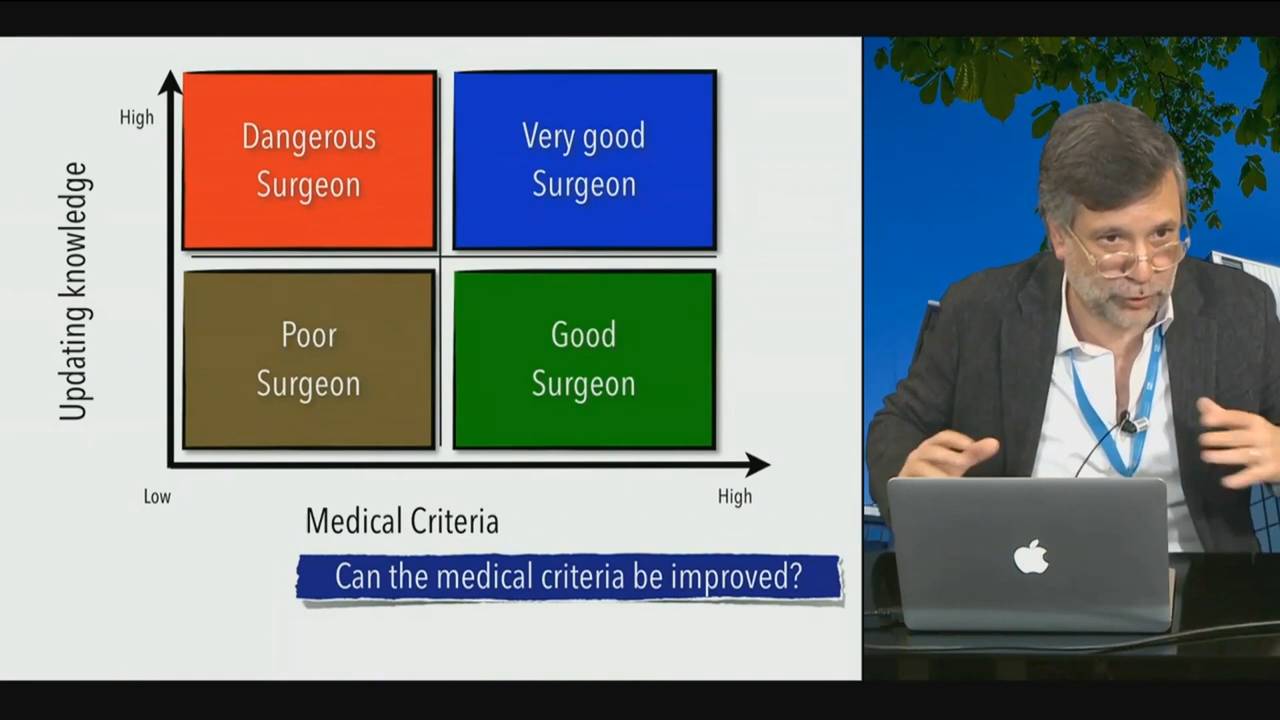 High
Updating knowledge
Dangerous
Surgeon
Very good
Surgeon
Poor
Surgeon
Good
Surgeon
Low
High
Medical Criteria
Can the medical criteria be improved?